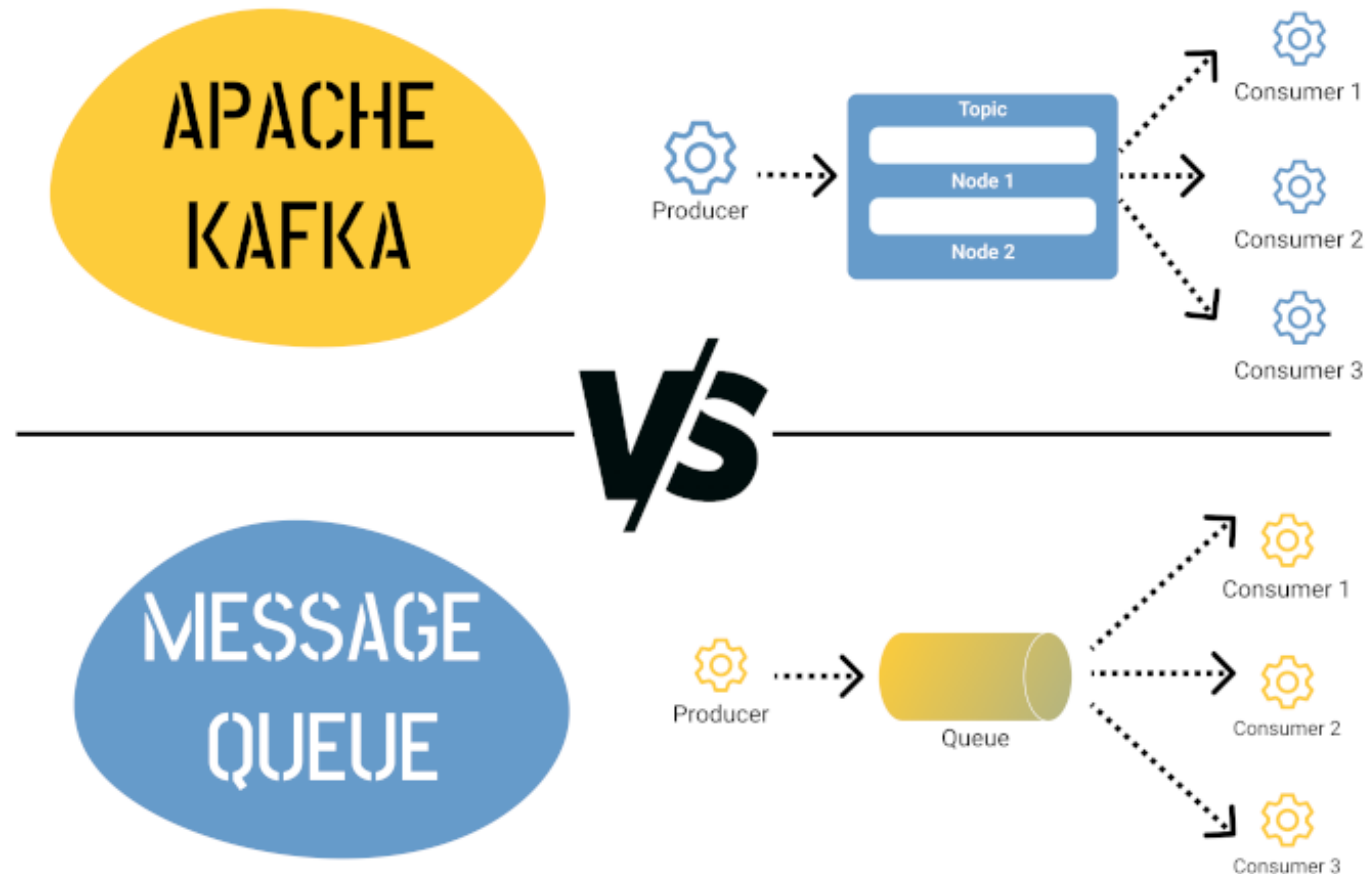 APACHE
KAFKA
Producer
Topic
Node 1
Node 2
Consumer 1
Consumer 2
Consumer 3
VS
MESSAGE
QUEUE
Producer
Queue
Consumer 1
Consumer 2
Consumer 3